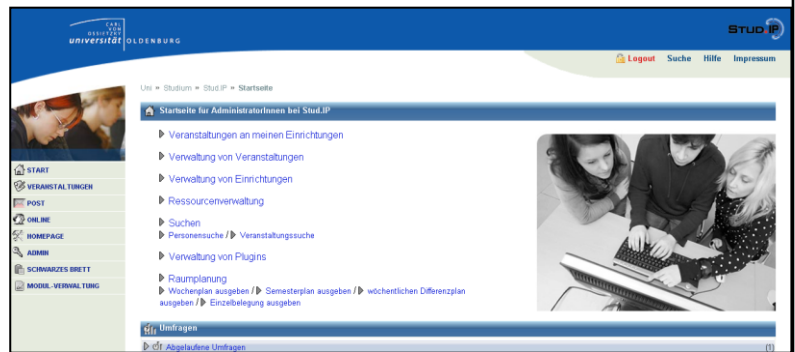 CARL
VON
OSSIETZKY
universität OLDENBURG
STUD.IP
Logout Suche Hilfe Impressum
Uni » Studium » Stud.IP » Startseite
Startseite für AdministratorInnen bei Stud.IP
Veranstaltungen an meinen Einrichtungen
Verwaltung von Veranstaltungen
Verwaltung von Einrichtungen
Ressourcenverwaltung
Suchen
Personensuche / Veranstaltungssuche
Verwaltung von Plugins
Raumplanung
Wochenplan ausgeben / Semesterplan ausgeben / wöchentlichen Differenzplan
ausgeben / Einzelbelegung ausgeben
START
VERANSTALTUNGEN
POST
ONLINE
HOMEPAGE
ADMIN
SCHWARZES BRETT
MODUL-VERWALTUNG
Umfragen
Abgelaufene Umfragen (1)